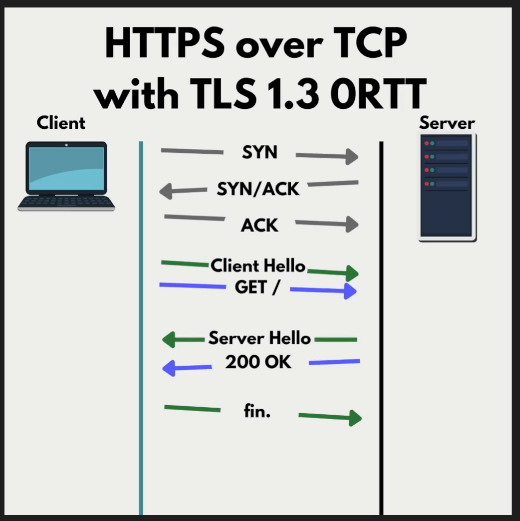 HTTPS over TCP
with TLS 1.3 0RTT
Client
Server
SYN
SYN/ACK
ACK
Client Hello
GET /
Server Hello
200 OK
fin.